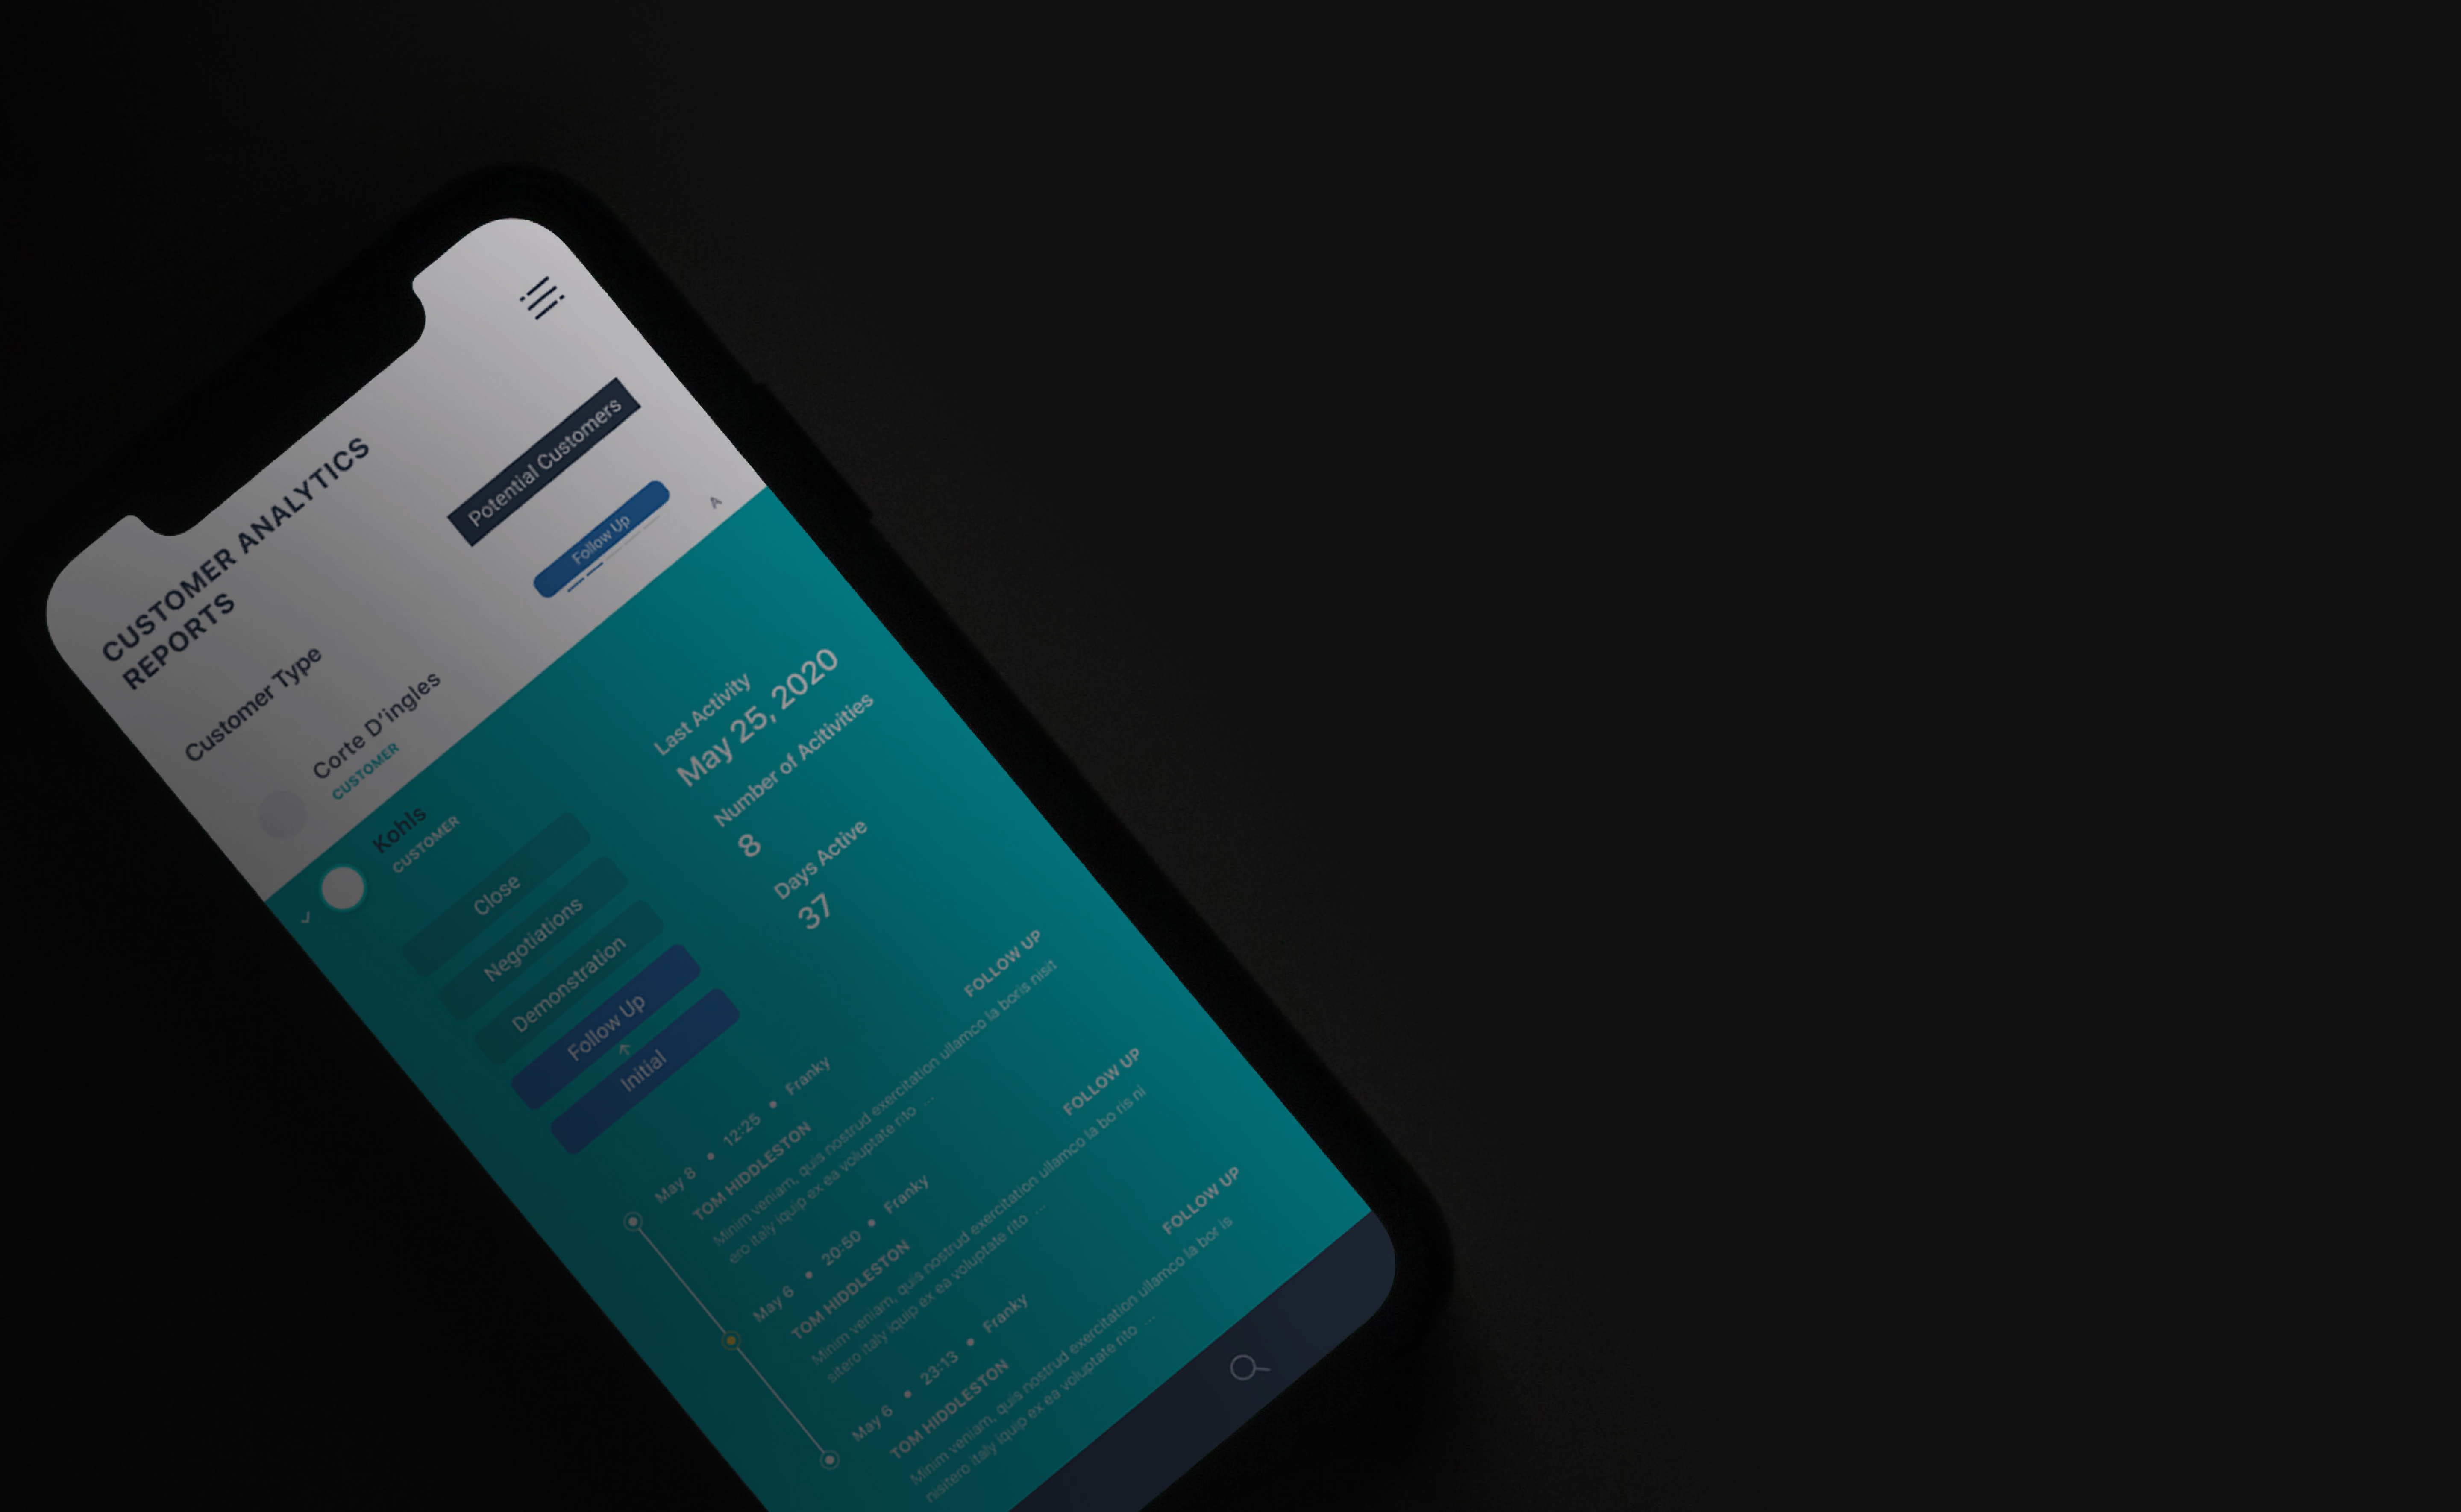 CUSTOMER ANALYTICS
REPORTS
Customer Type
Potential Customers
Corte D'ingles
CUSTOMER
Follow Up
A
Kohls
CUSTOMER
Close
Negotiations
Demonstration
Follow Up
Initial
Last Activity
May 25, 2020
Number of Acitivities
8
Days Active
37
May 8 • 12:25 • Franky
FOLLOW UP
TOM HIDDLESTON
Minim veniam, quis nostrud exercitation ullamco la boris nisit
ero italy iquip ex ea voluptate rito ...
May 6 • 20:50 • Franky
FOLLOW UP
TOM HIDDLESTON
Minim veniam, quis nostrud exercitation ullamco la bo ris ni
sitero italy iquip ex ea voluptate rito ...
May 6 • 23:13 • Franky
FOLLOW UP
TOM HIDDLESTON
Minim veniam, quis nostrud exercitation ullamco la bor is
nisitero italy iquip ex ea voluptate rito ...